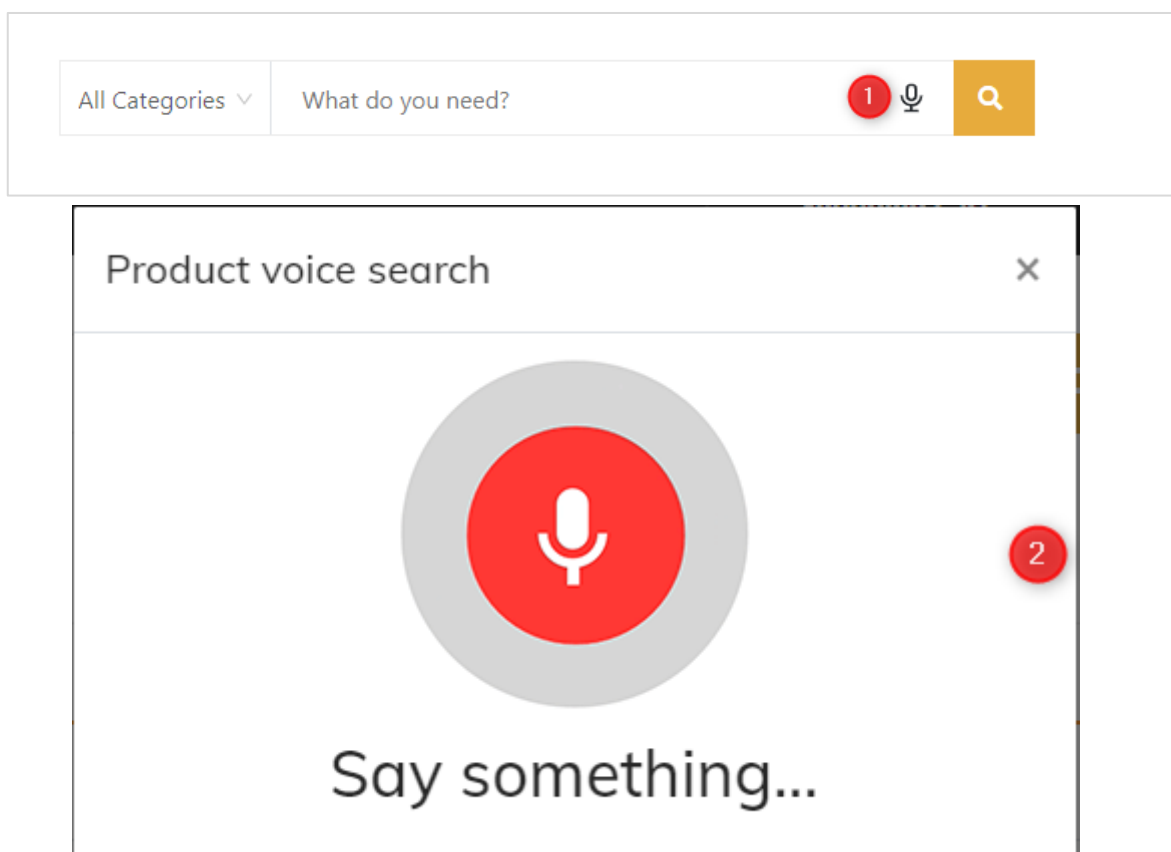 All Categories
What do you need?
1
Product voice search
2
Say something...